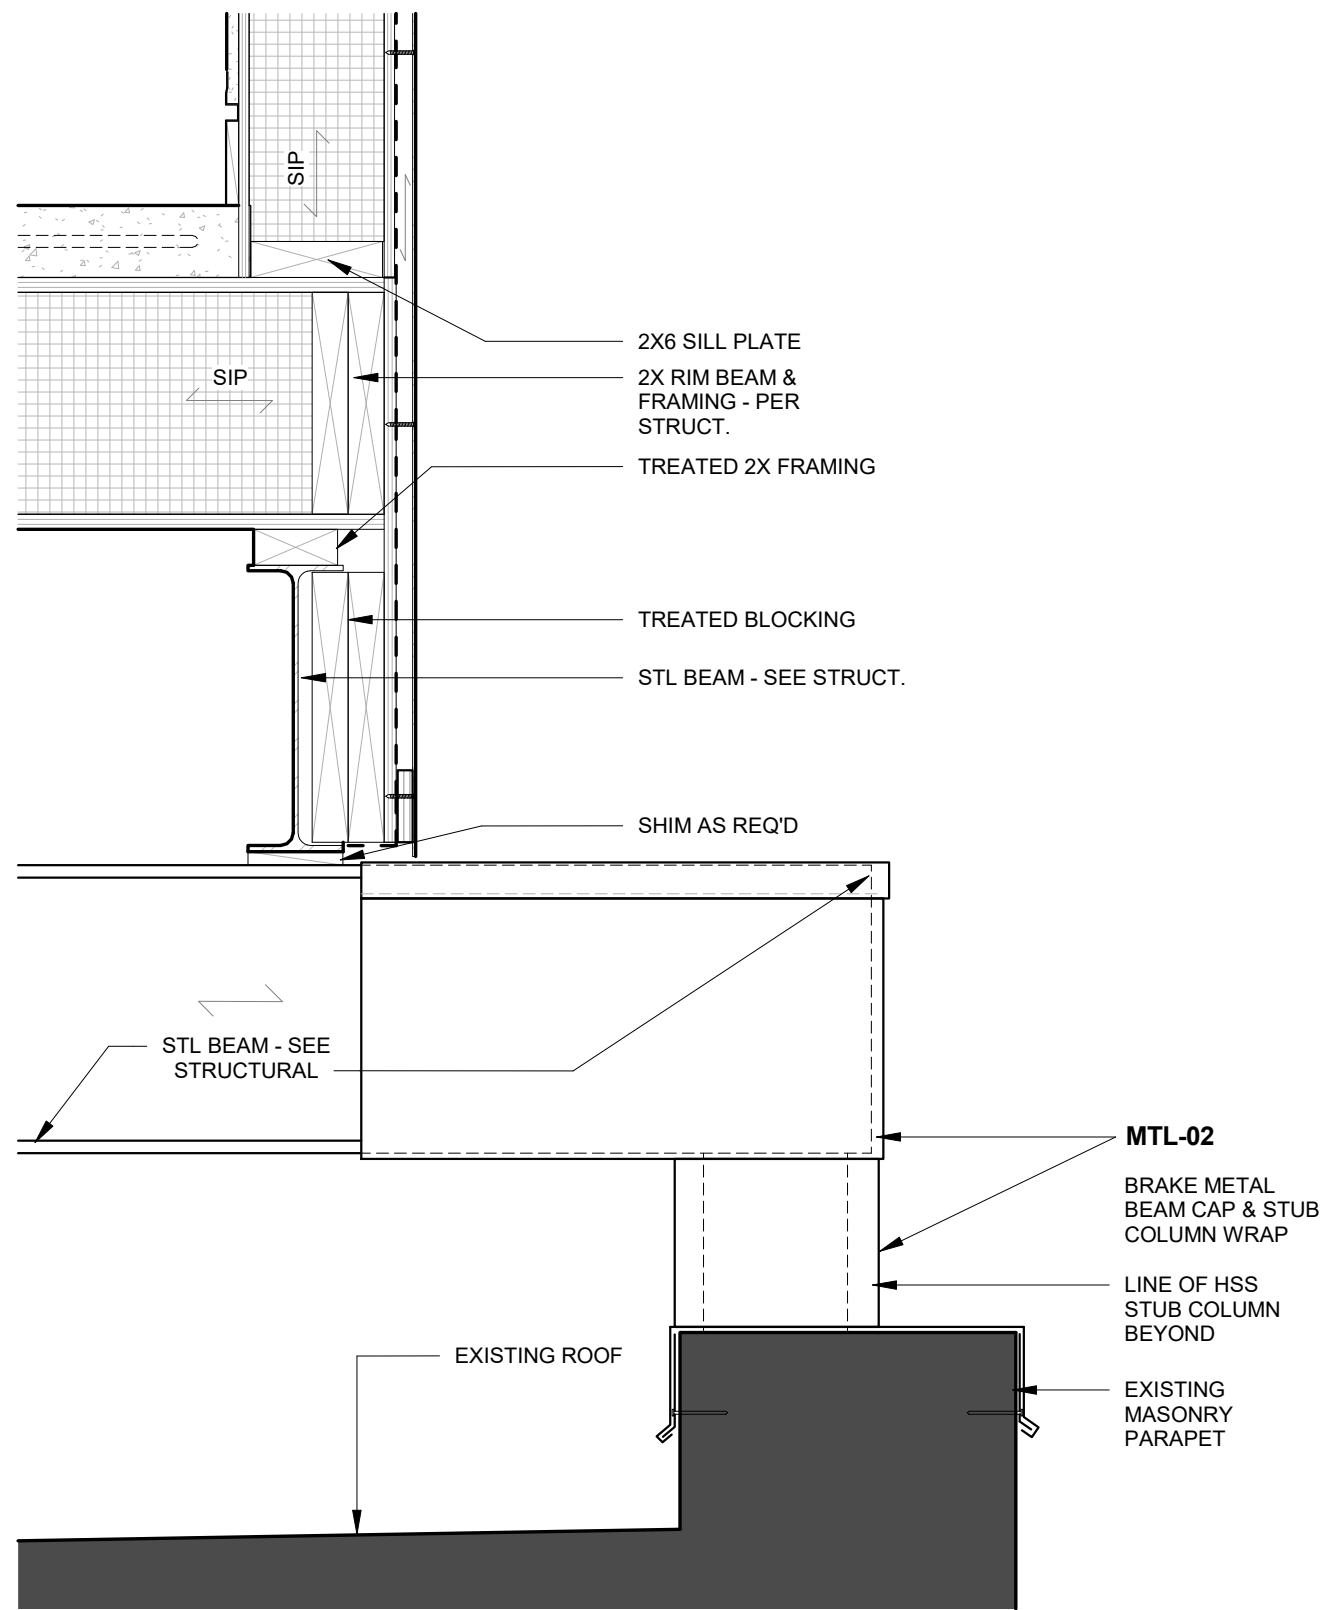 SIP
SIP
2X6 SILL PLATE
2X RIM BEAM &
FRAMING - PER
STRUCT.
TREATED 2X FRAMING
TREATED BLOCKING
STL BEAM - SEE STRUCT.
SHIM AS REQ'D
STL BEAM - SEE
STRUCTURAL
MTL-02
BRAKE METAL
BEAM CAP & STUB
COLUMN WRAP
LINE OF HSS
STUB COLUMN
BEYOND
EXISTING ROOF
EXISTING
MASONRY
PARAPET